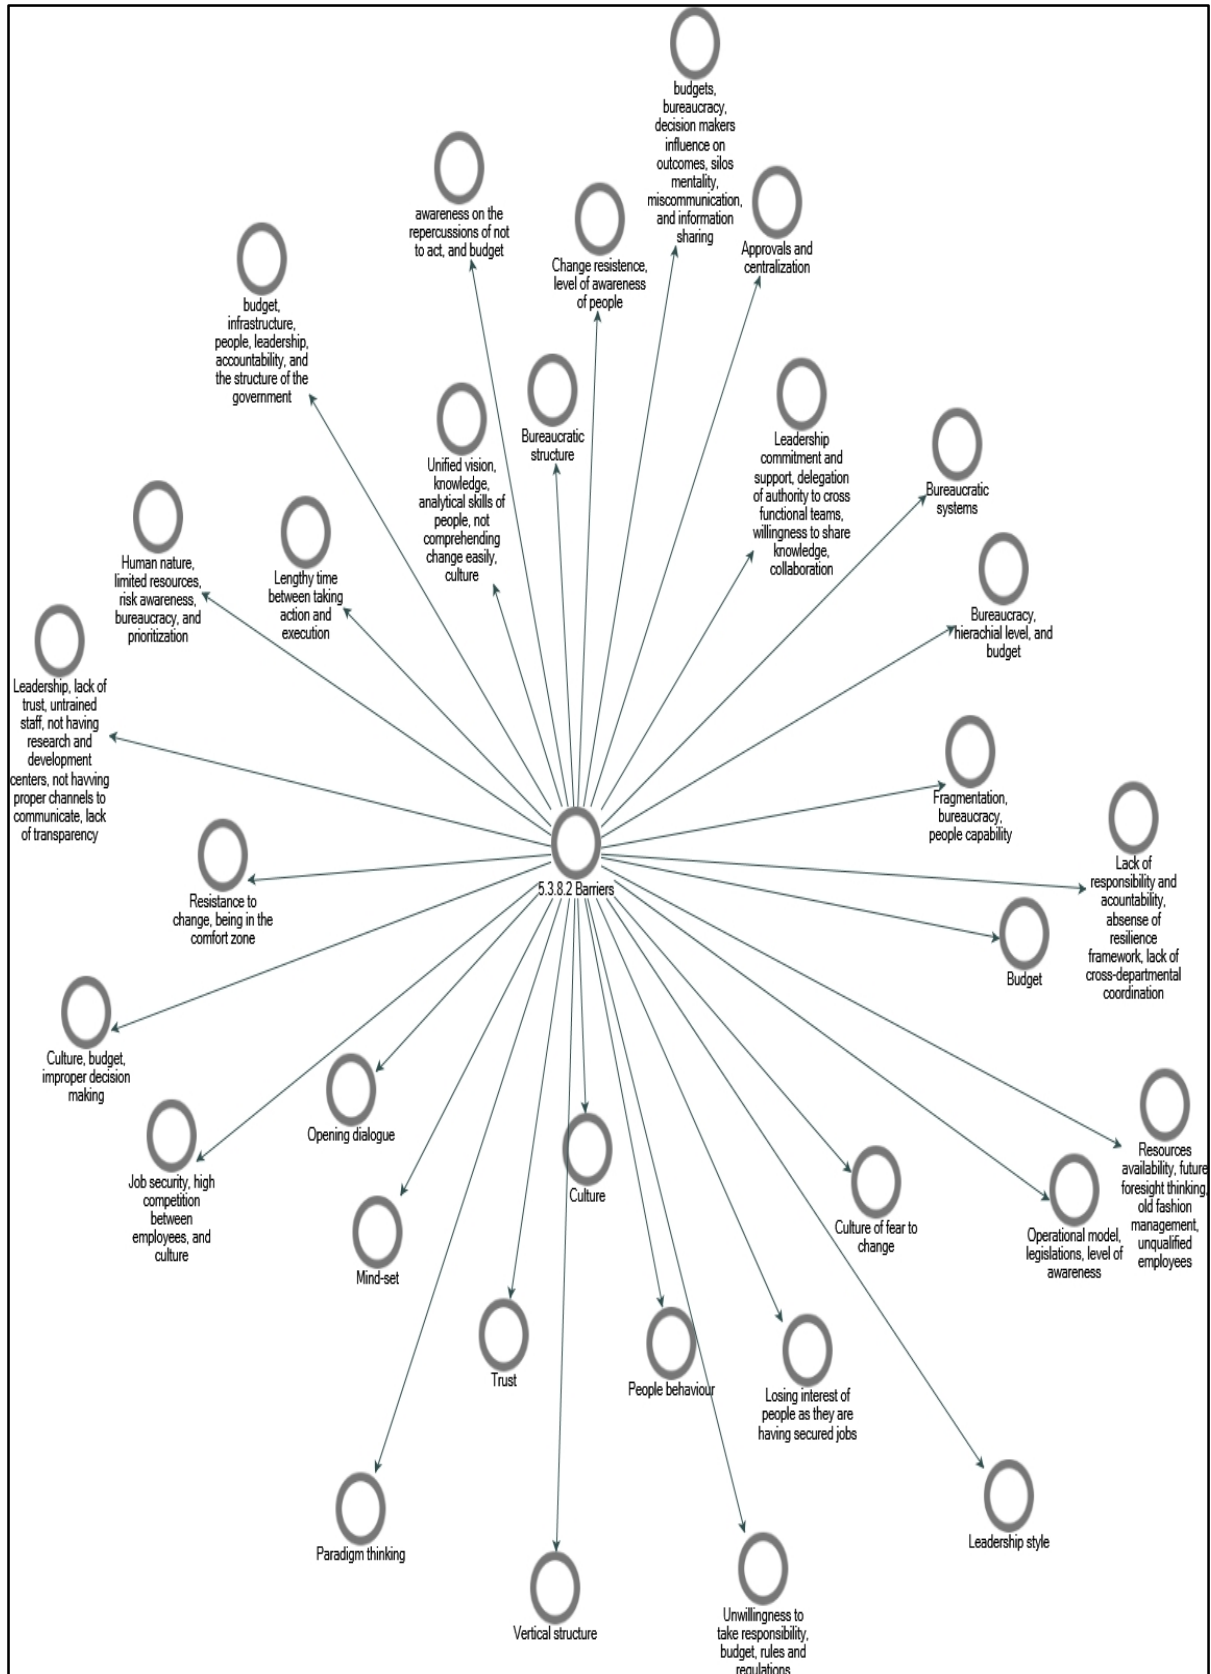 budgets,
bureaucracy,
decision makers
influence on
outcomes, silos
mentality,
miscommunication,
and information
sharing
awareness on the
repercussions of not
to act, and budget
Approvals and
centralization
Change resistence,
level of awareness
of people
budget,
infrastructure,
people, leadership,
accountability, and
the structure of the
government
Bureaucratic
structure
Leadership
commitment and
support, delegation
of authority to cross
functional teams,
willingness to share
knowledge,
collaboration
Unified vision,
knowledge,
analytical skills of
people, not
comprehending
change easily,
culture
Bureaucratic
systems
Human nature,
limited resources,
risk awareness,
bureaucracy, and
prioritization
Lengthy time
between taking
action and
execution
Bureaucracy,
hierachial level, and
budget
Leadership, lack of
trust, untrained
staff, not having
research and
development
centers, not havving
proper channels to
communicate, lack
of transparency
Fragmentation,
bureaucracy,
people capability
Lack of
responsibility and
acountability,
absense of
resilience
framework, lack of
cross-departmental
coordination
5.3.8.2 Barriers
Resistance to
change, being in the
comfort zone
Budget
Culture, budget,
improper decision
making
Opening dialogue
Resources
availability, future
foresight thinking,
old fashion
management,
unqualified
employees
Job security, high
competition
between
employees, and
culture
Culture
Culture of fear to
change
Operational model,
legislations, level of
awareness
Mind-set
Trust
People behaviour
Losing interest of
people as they are
having secured jobs
Leadership style
Paradigm thinking
Vertical structure
Unwillingness to
take responsibility,
budget, rules and
regulations